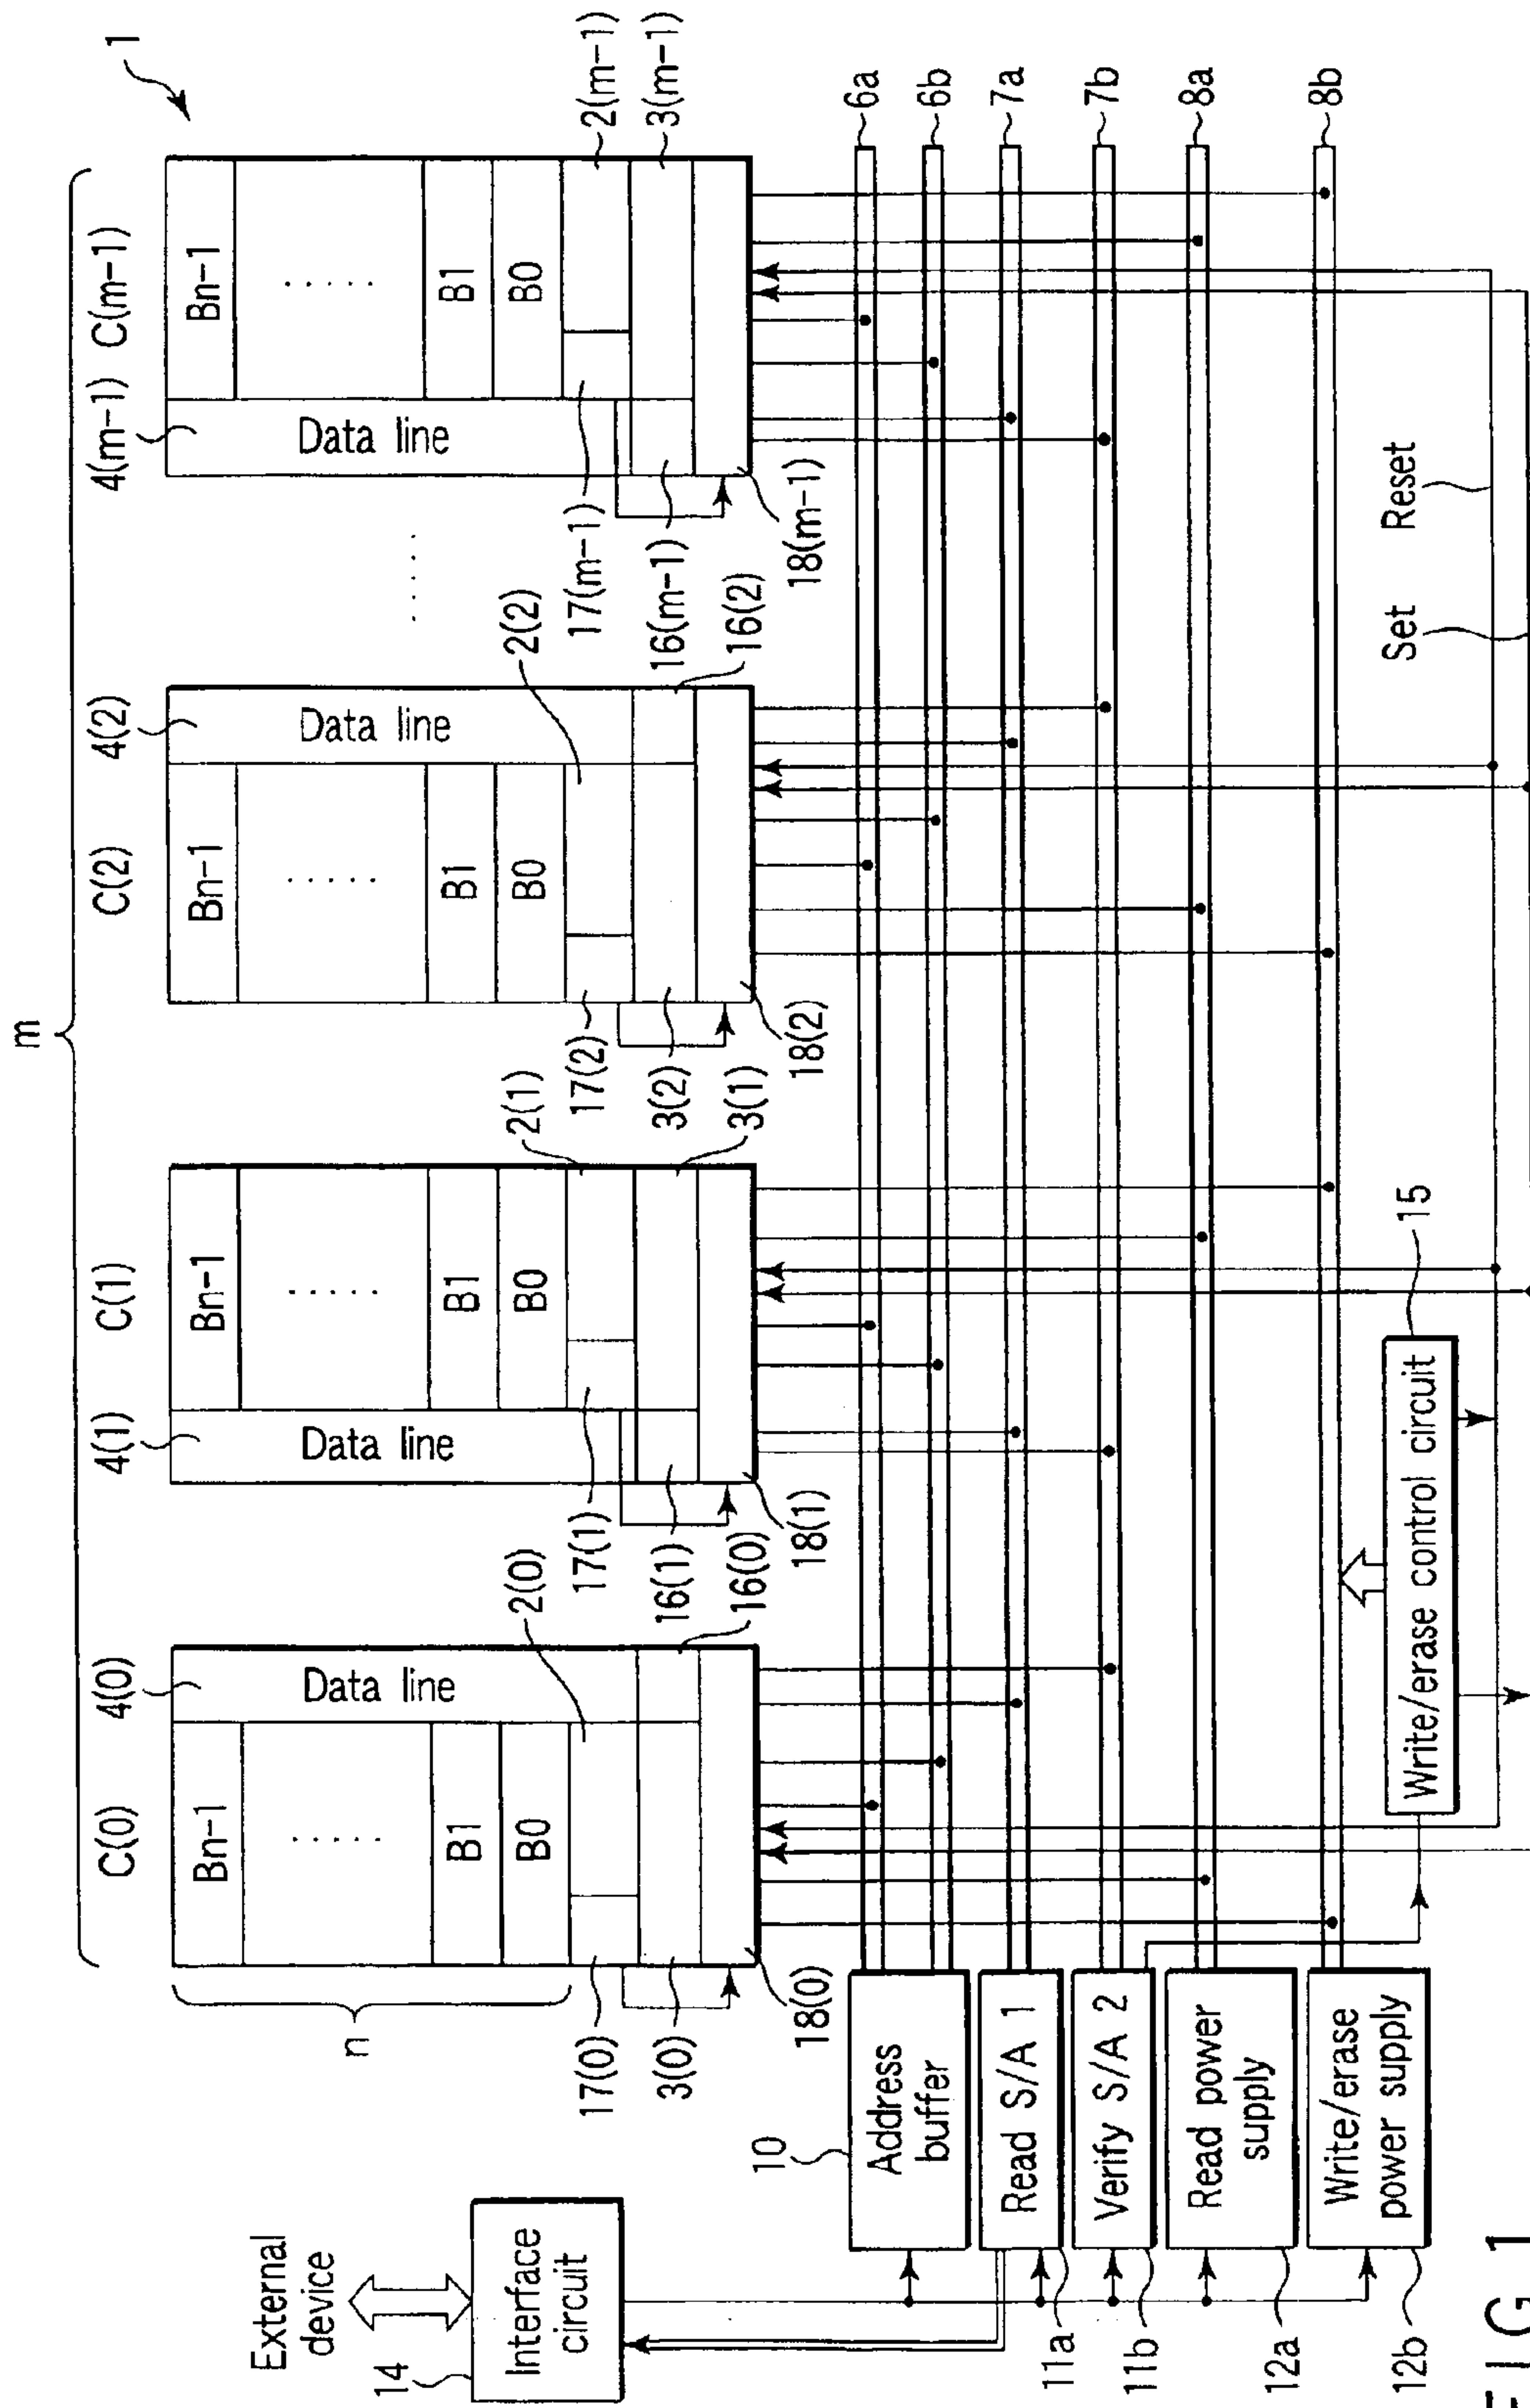 1
m
4(m-1) C(m-1)
C(2) 4(2)
4(1) C(1)
C(0) 4(0)
Bn-1
.....
B1
B0
Data line
n
17(0)
3(0)
18(0)
2(0)
16(0)
Bn-1
.....
B1
B0
Data line
17(1)
16(1)
18(1)
2(1)
3(1)
Bn-1
.....
B1
B0
Data line
17(2)
3(2)
18(2)
2(2)
16(2)
.....
Bn-1
.....
B1
B0
Data line
17(m-1)
16(m-1)
18(m-1)
2(m-1)
3(m-1)
6a
6b
7a
7b
8a
8b
External
device
14
Interface
circuit
10
Address
buffer
Read S/A 1
11a
Verify S/A 2
11b
Read power
supply
12a
Write/erase
power supply
12b
15
Write/erase control circuit
Set
Reset
FIG. 1